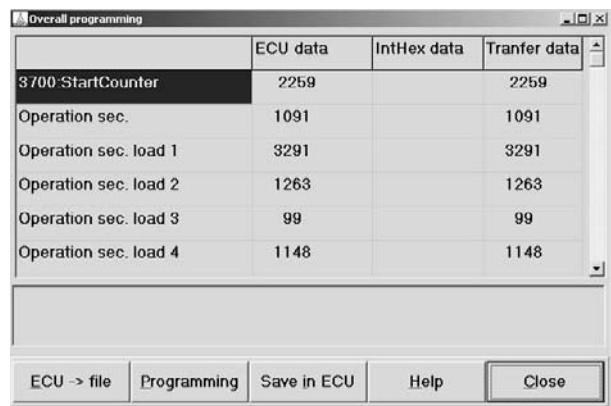 Overall programming
ECU data IntHex data Tranfer data
3700:StartCounter 2259 2259
Operation sec. 1091 1091
Operation sec. load 1 3291 3291
Operation sec. load 2 1263 1263
Operation sec. load 3 99 99
Operation sec. load 4 1148 1148
ECU -> file Programming Save in ECU Help Close